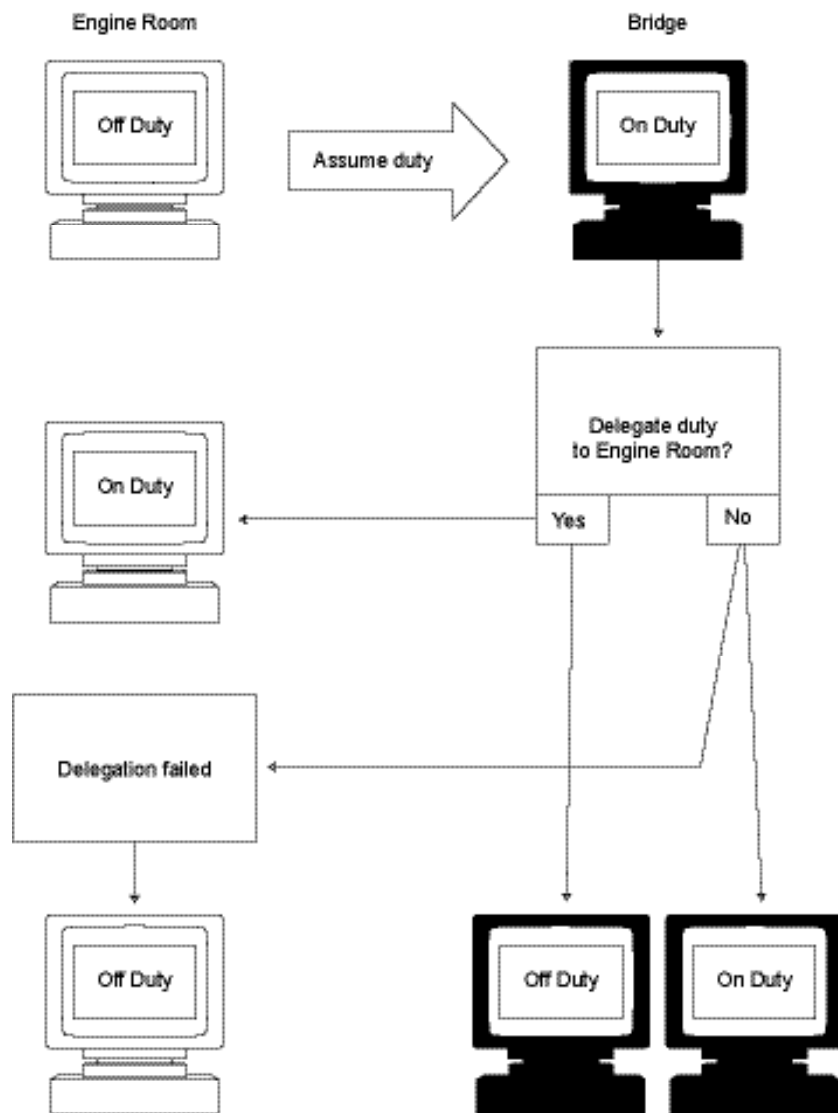 Engine Room
Bridge
Off Duty
Assume duty
On Duty
Delegate duty
to Engine Room?
On Duty
Yes
No
Delegation failed
Off Duty
Off Duty
On Duty